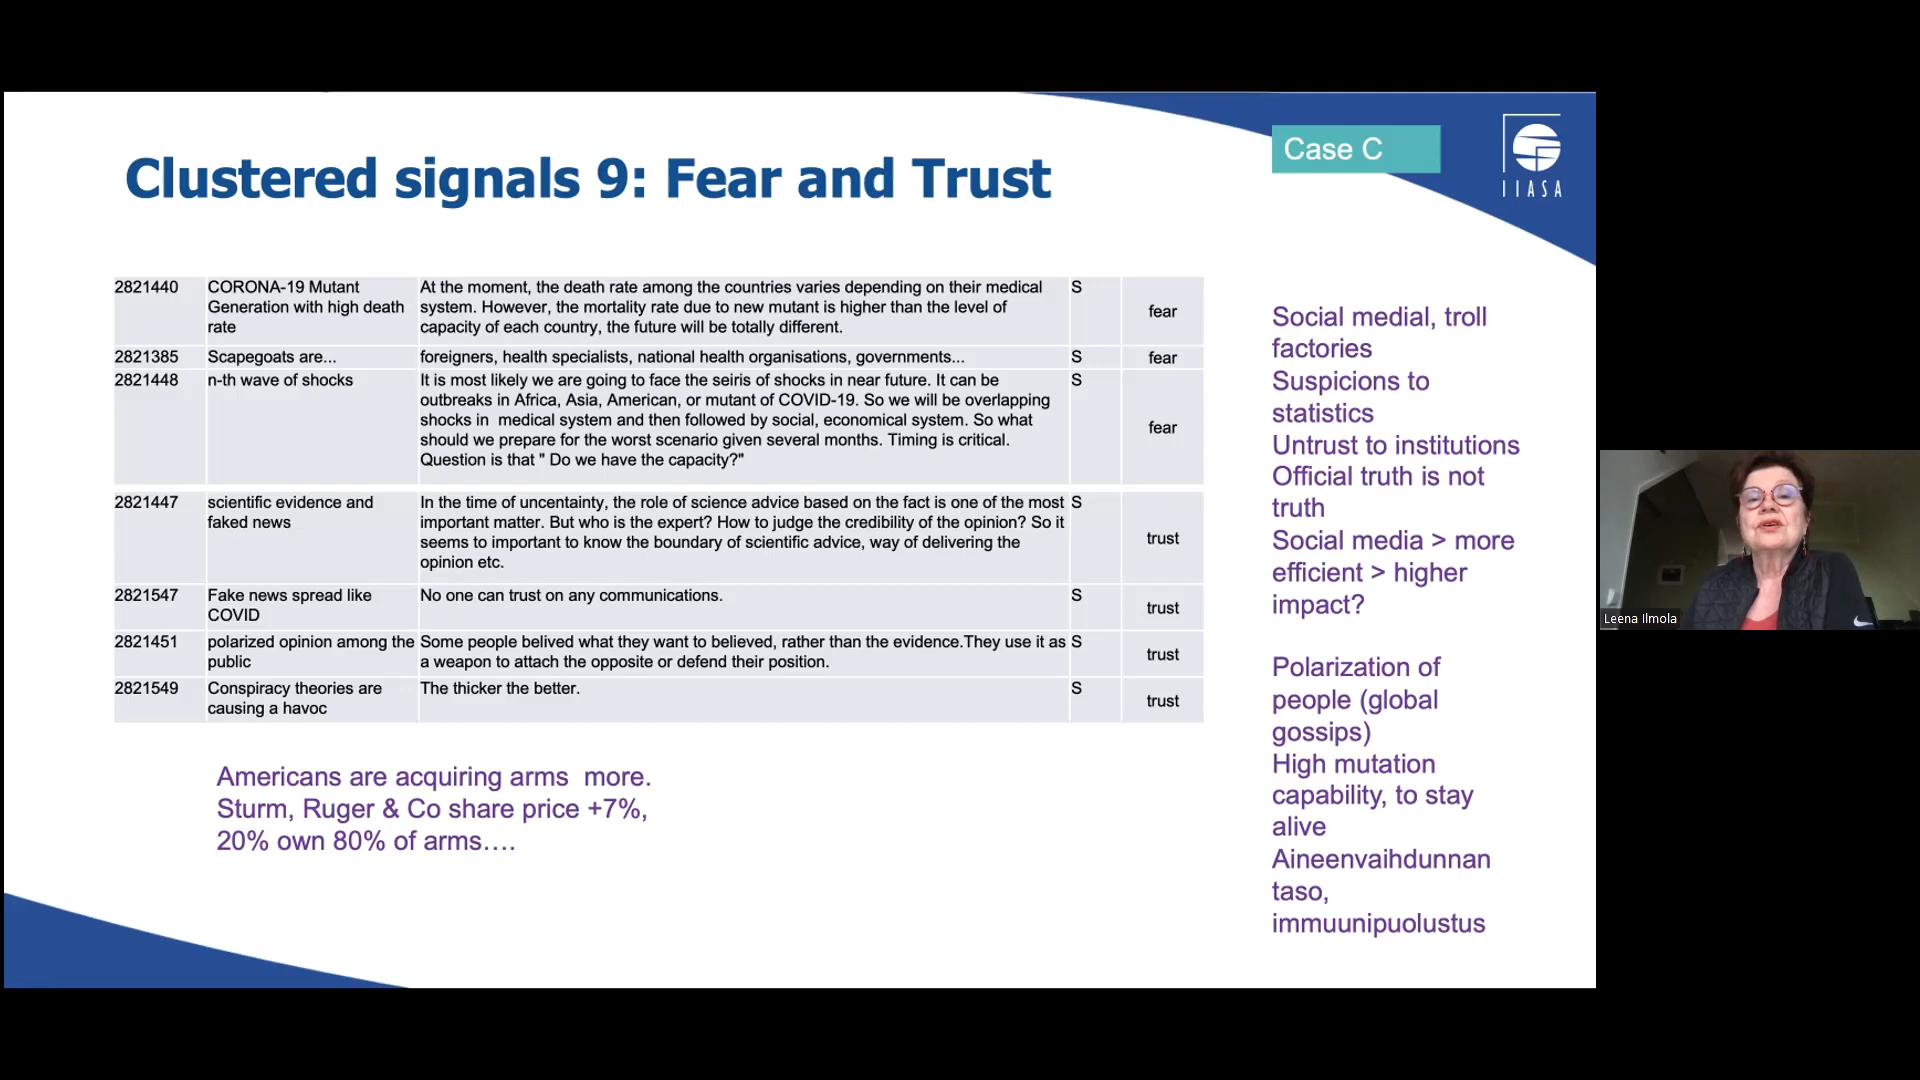 Clustered signals 9: Fear and Trust
Case C
IIASA
2821440
CORONA-19 Mutant
Generation with high death
rate
At the moment, the death rate among the countries varies depending on their medical
system. However, the mortality rate due to new mutant is higher than the level of
capacity of each country, the future will be totally different.
S
fear
2821385
Scapegoats are...
foreigners, health specialists, national health organisations, governments...
S
fear
2821448
n-th wave of shocks
It is most likely we are going to face the seiris of shocks in near future. It can be
outbreaks in Africa, Asia, American, or mutant of COVID-19. So we will be overlapping
shocks in  medical system and then followed by social, economical system. So what
should we prepare for the worst scenario given several months. Timing is critical.
Question is that " Do we have the capacity?"
S
fear
2821447
scientific evidence and
faked news
In the time of uncertainty, the role of science advice based on the fact is one of the most
important matter. But who is the expert? How to judge the credibility of the opinion? So it
seems to important to know the boundary of scientific advice, way of delivering the
opinion etc.
S
trust
2821547
Fake news spread like
COVID
No one can trust on any communications.
S
trust
2821451
polarized opinion among the
public
Some people belived what they want to believed, rather than the evidence.They use it as
a weapon to attach the opposite or defend their position.
S
trust
2821549
Conspiracy theories are
causing a havoc
The thicker the better.
S
trust
Americans are acquiring arms  more.
Sturm, Ruger & Co share price +7%,
20% own 80% of arms….
Social medial, troll
factories
Suspicions to
statistics
Untrust to institutions
Official truth is not
truth
Social media > more
efficient > higher
impact?
Polarization of
people (global
gossips)
High mutation
capability, to stay
alive
Aineenvaihdunnan
taso,
immuunipuolustus
Leena Ilmola